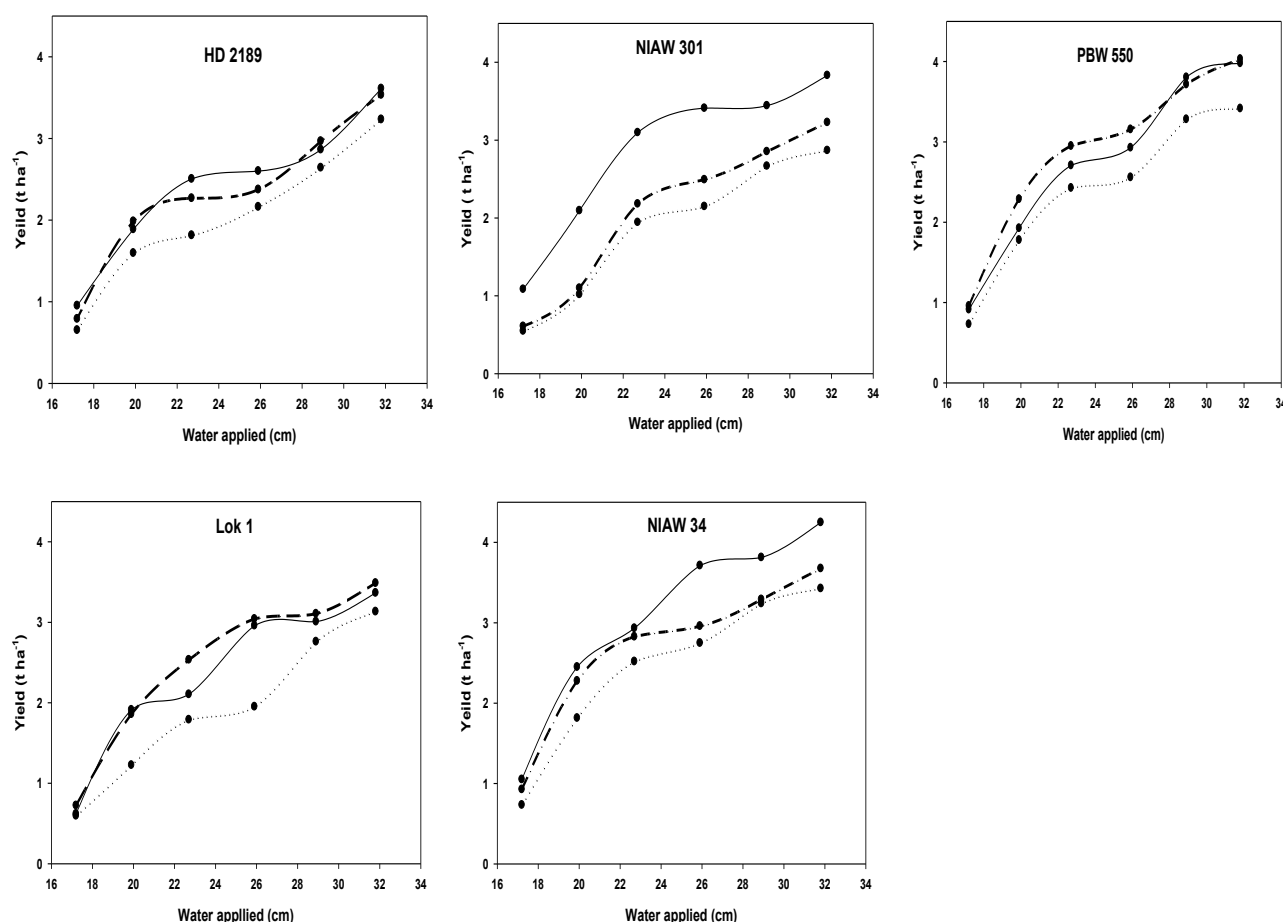 HD 2189
Yeild (t ha-1)
4
3
2
1
0
16 18 20 22 24 26 28 30 32 34
Water applied (cm)
NIAW 301
Yeild ( t ha-1)
4
3
2
1
0
16 18 20 22 24 26 28 30 32 34
Water applied (cm)
PBW 550
Yield (t ha-1)
4
3
2
1
0
16 18 20 22 24 26 28 30 32 34
Water applied (cm)
Lok 1
Yield (t ha-1)
4
3
2
1
0
16 18 20 22 24 26 28 30 32 34
Water appllied (cm)
NIAW 34
Yeild (t ha-1)
4
3
2
1
0
16 18 20 22 24 26 28 30 32 34
Water applied (cm)